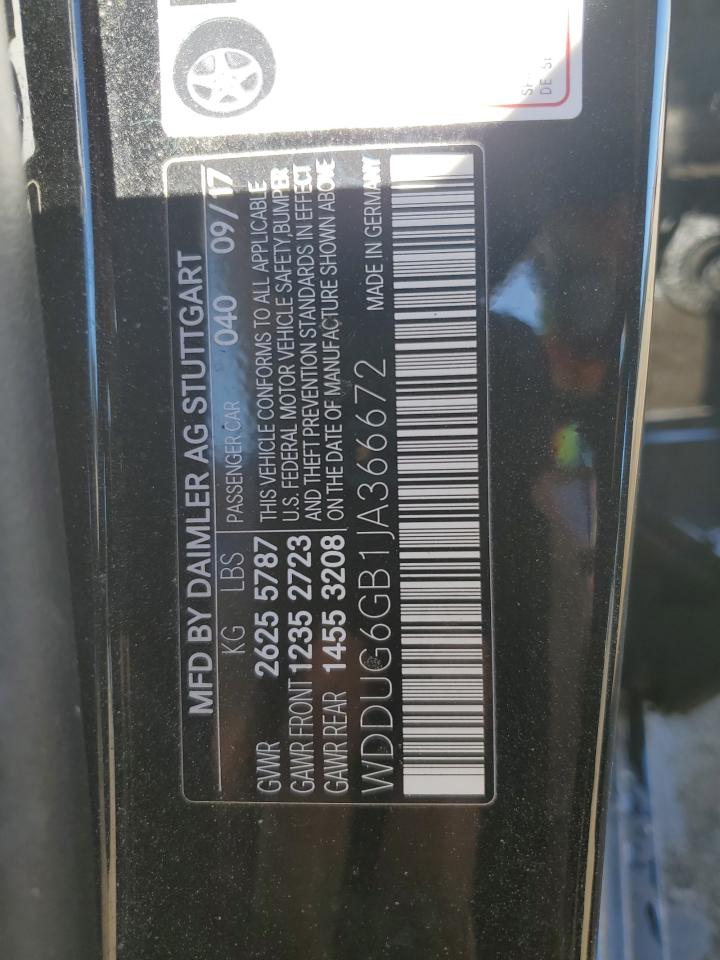 MFD BY DAIMLER AG STUTTGART
KG LBS PASSENGER CAR 040 09/17
GVWR 2625 5787
GAWR FRONT 1235 2723
GAWR REAR 1455 3208
THIS VEHICLE CONFORMS TO ALL APPLICABLE
U.S. FEDERAL MOTOR VEHICLE SAFETY, BUMPER
AND THEFT PREVENTION STANDARDS IN EFFECT
ON THE DATE OF MANUFACTURE SHOWN ABOVE
WDDUG6GB1JA366672 MADE IN GERMANY